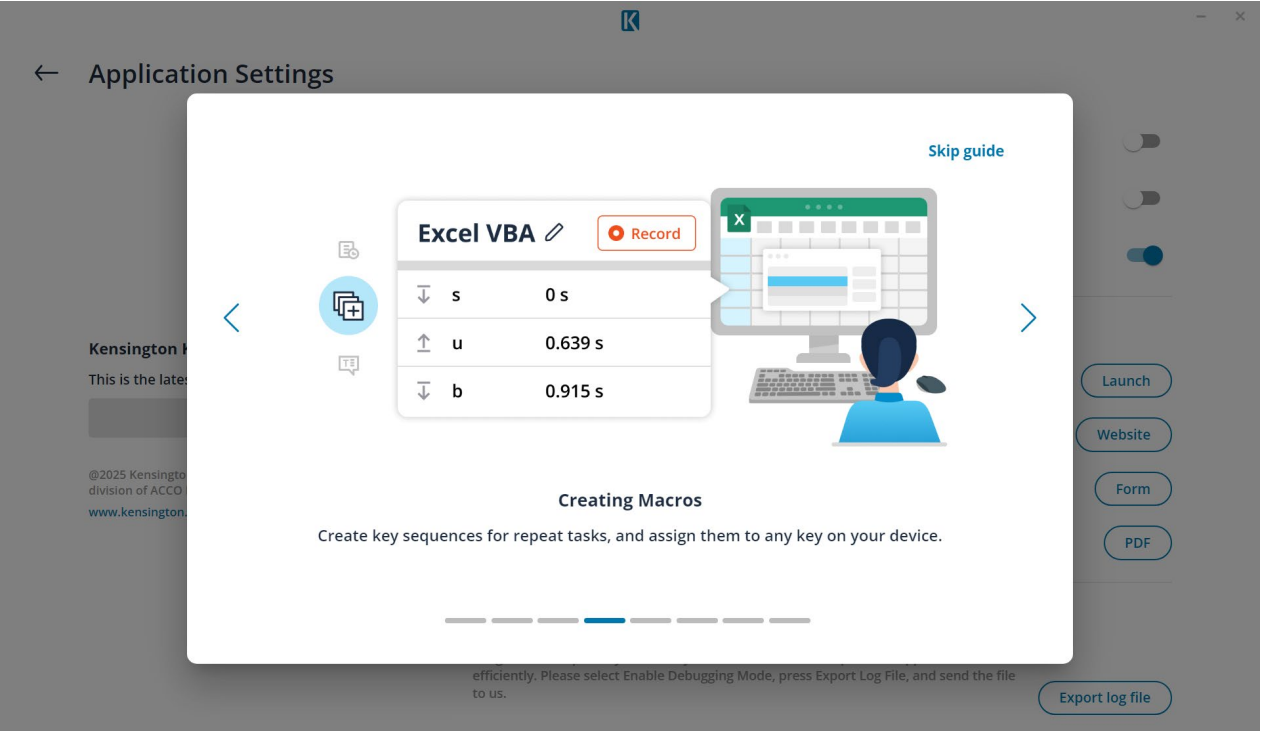 Application Settings
Skip guide
Excel VBA
Record
s 0 s
u 0.639 s
b 0.915 s
Creating Macros
Create key sequences for repeat tasks, and assign them to any key on your device.
Kensington
This is the
@2025
division of ACCO
www.kensington.
Launch
Website
Form
PDF
efficiently. Please select Enable Debugging Mode, press Export Log File, and send the file
to us.
Export log file